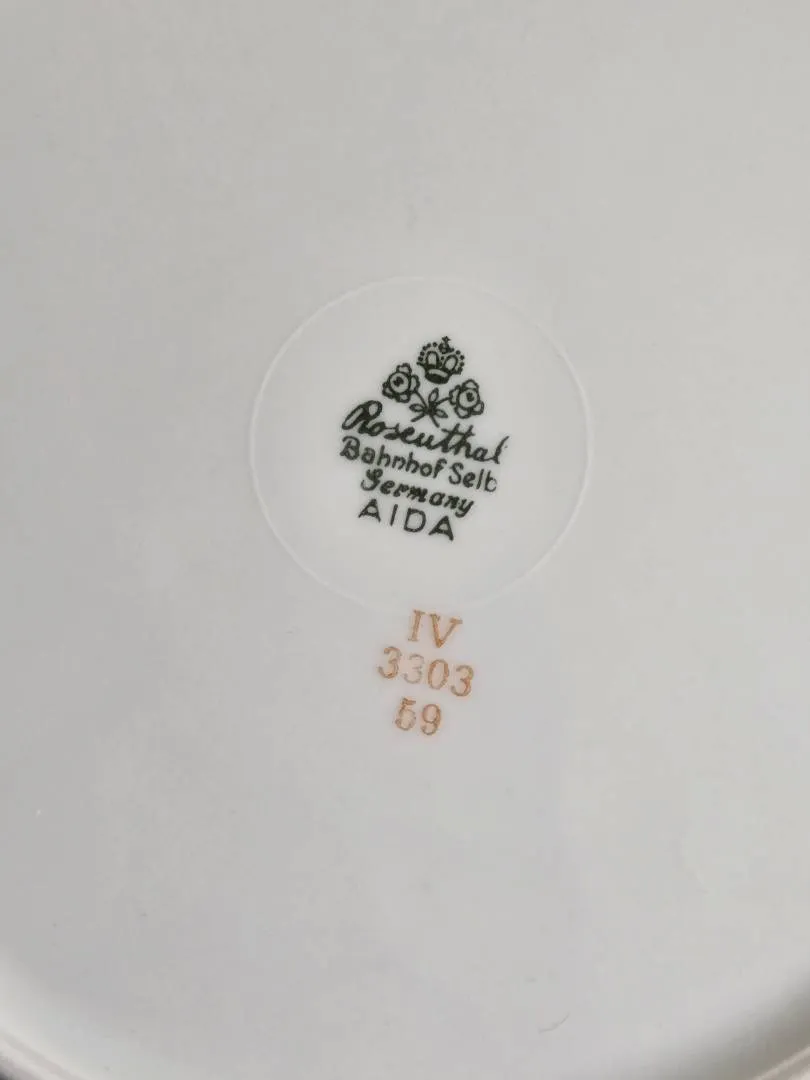 Rosenthal
Bahnhof Selb
Germany
AIDA
IV
3303
59